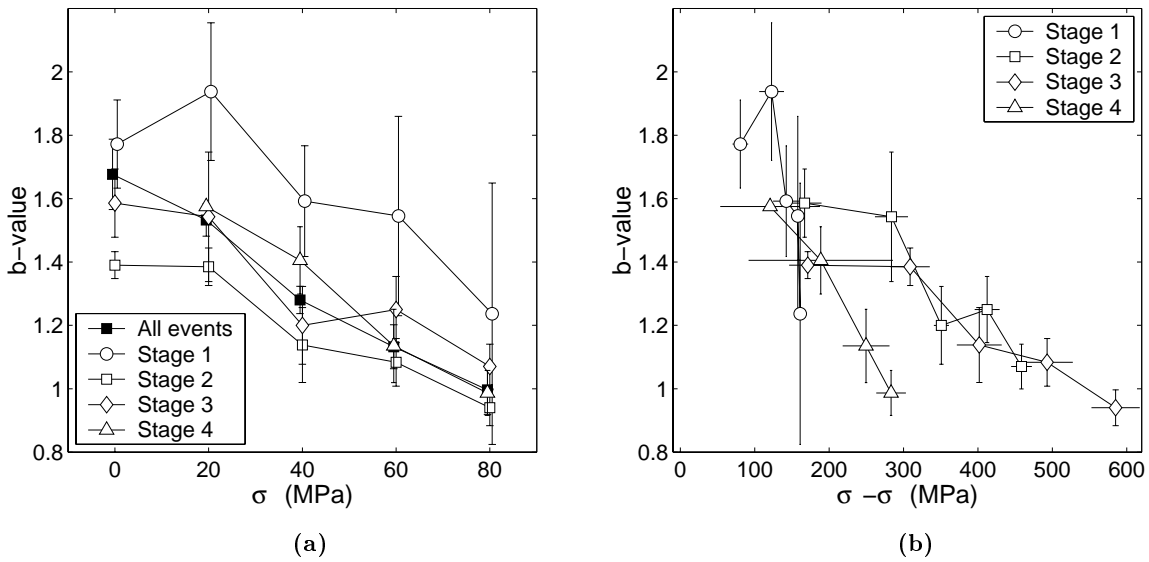 2
1.8
1.6
1.4
1.2
1
0.8
b−value
All events
Stage 1
Stage 2
Stage 3
Stage 4
0 20 40 60 80
σ (MPa)
(a)
2
1.8
1.6
1.4
1.2
1
0.8
b−value
Stage 1
Stage 2
Stage 3
Stage 4
0 100 200 300 400 500 600
σ −σ (MPa)
(b)